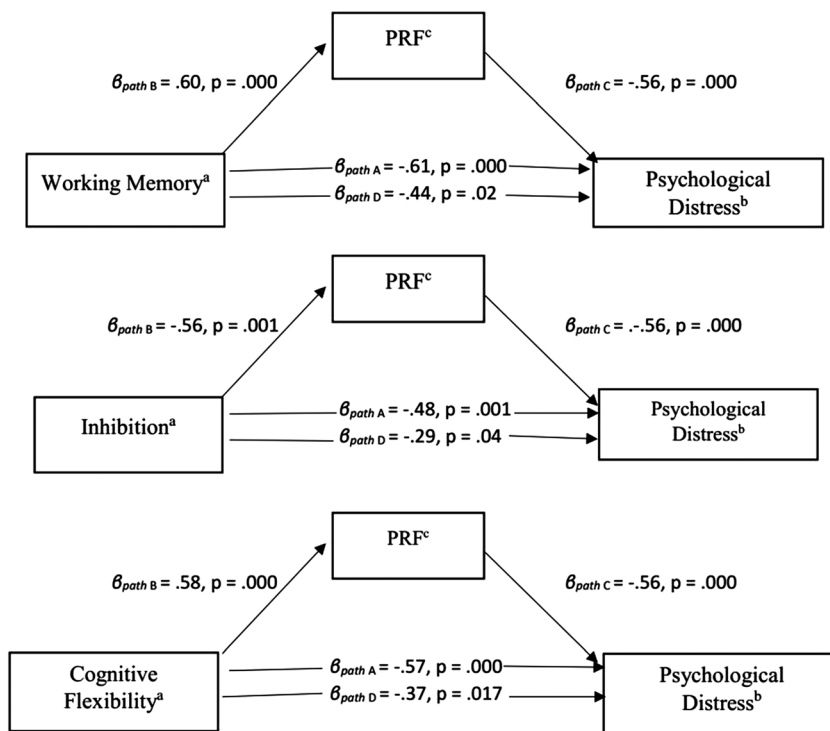 PRFᶜ
βpath B = .60, p = .000
βpath C = -.56, p = .000
Working Memoryᵃ
βpath A = -.61, p = .000
βpath D = -.44, p = .02
Psychological
Distressᵇ
PRFᶜ
βpath B = -.56, p = .001
βpath C = .-.56, p = .000
Inhibitionᵃ
βpath A = -.48, p = .001
βpath D = -.29, p = .04
Psychological
Distressᵇ
PRFᶜ
βpath B = .58, p = .000
βpath C = -.56, p = .000
Cognitive
Flexibilityᵃ
βpath A = -.57, p = .000
βpath D = -.37, p = .017
Psychological
Distressᵇ